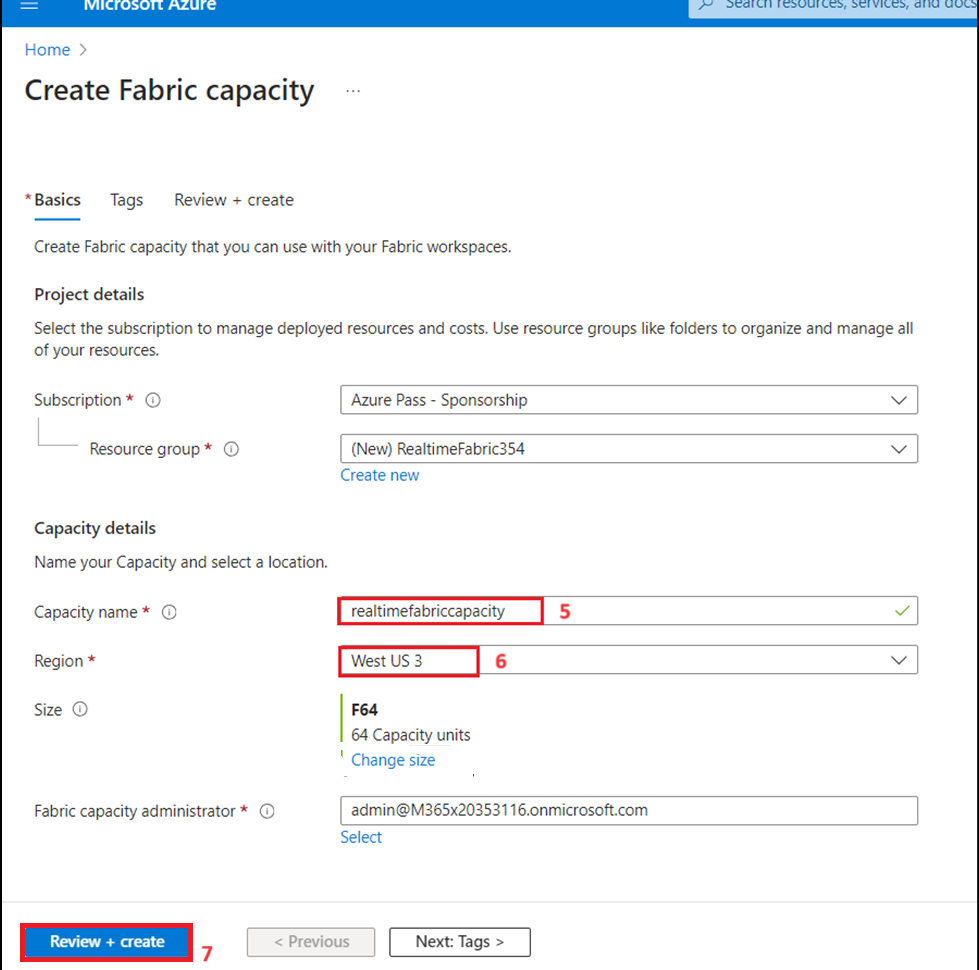 Microsoft Azure
Search resources, services, and docs
Home >
Create Fabric capacity ...
* Basics Tags Review + create
Create Fabric capacity that you can use with your Fabric workspaces.
Project details
Select the subscription to manage deployed resources and costs. Use resource groups like folders to organize and manage all
of your resources.
Subscription * Azure Pass - Sponsorship
Resource group * (New) RealtimeFabric354
Create new
Capacity details
Name your Capacity and select a location.
Capacity name * realtimefabriccapacity 5
Region * West US 3 6
Size F64
64 Capacity units
Change size
Fabric capacity administrator * admin@M365x20353116.onmicrosoft.com
Select
Review + create 7 < Previous Next: Tags >